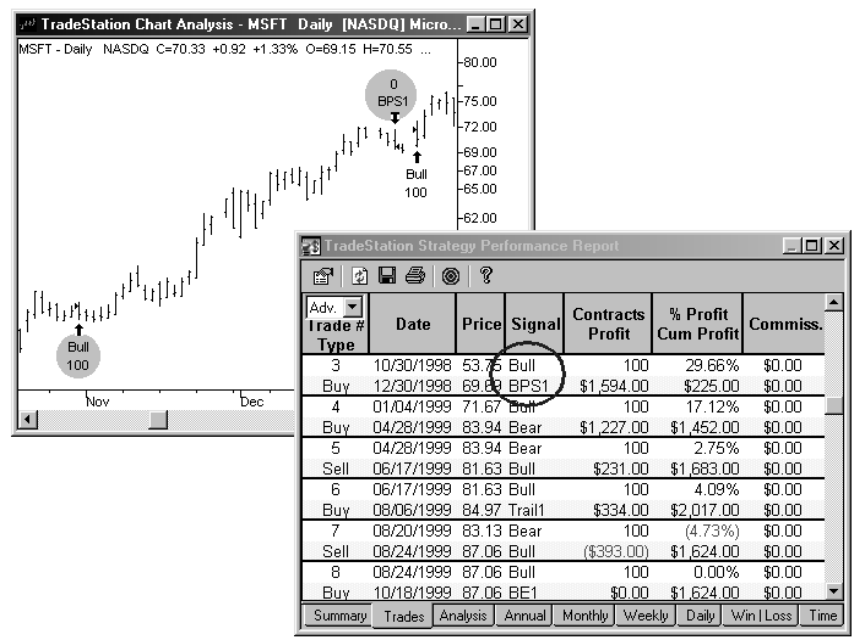 TradeStation Chart Analysis - MSFT Daily [NASDQ] Micro...
MSFT - Daily NASDQ C=70.33 +0.92 +1.33% O=69.15 H=70.55 ...
80.00
0
BPS1
75.00
72.00
69.00
Bull
100
67.00
65.00
62.00
Bull
100
Nov
Dec
TradeStation Strategy Performance Report
Adv.
Trade # Type
Date
Price
Signal
Contracts Profit
% Profit Cum Profit
Commiss.
3 10/30/1998 53.75 Bull 100 29.66% $0.00
Buy 12/30/1998 69.69 BPS1 $1,594.00 $225.00 $0.00
4 01/04/1999 71.67 Bull 100 17.12% $0.00
Buy 04/28/1999 83.94 Bear $1,227.00 $1,452.00 $0.00
5 04/28/1999 83.94 Bear 100 2.75% $0.00
Sell 06/17/1999 81.63 Bull $231.00 $1,683.00 $0.00
6 06/17/1999 81.63 Bull 100 4.09% $0.00
Buy 08/06/1999 84.97 Trail1 $334.00 $2,017.00 $0.00
7 08/20/1999 83.13 Bear 100 (4.73%) $0.00
Sell 08/24/1999 87.06 Bull ($393.00) $1,624.00 $0.00
8 08/24/1999 87.06 Bull 100 0.00% $0.00
Buy 10/18/1999 87.06 BE1 $0.00 $1,624.00 $0.00
Summary Trades Analysis Annual Monthly Weekly Daily Win | Loss Time